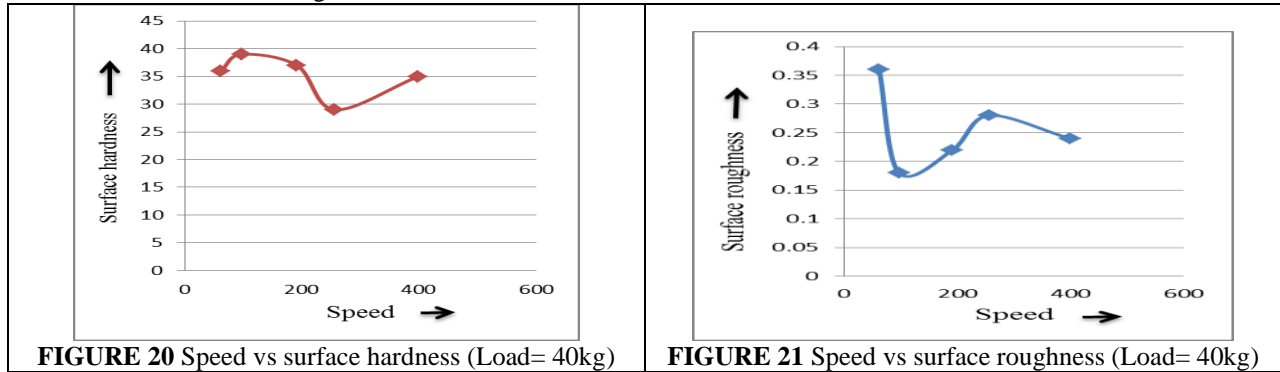 45
40
35
30
25
20
15
10
5
0
0 200 400 600
Surface hardness
Speed
FIGURE 20 Speed vs surface hardness (Load= 40kg)
0.4
0.35
0.3
0.25
0.2
0.15
0.1
0.05
0
0 200 400 600
Surface roughness
Speed
FIGURE 21 Speed vs surface roughness (Load= 40kg)